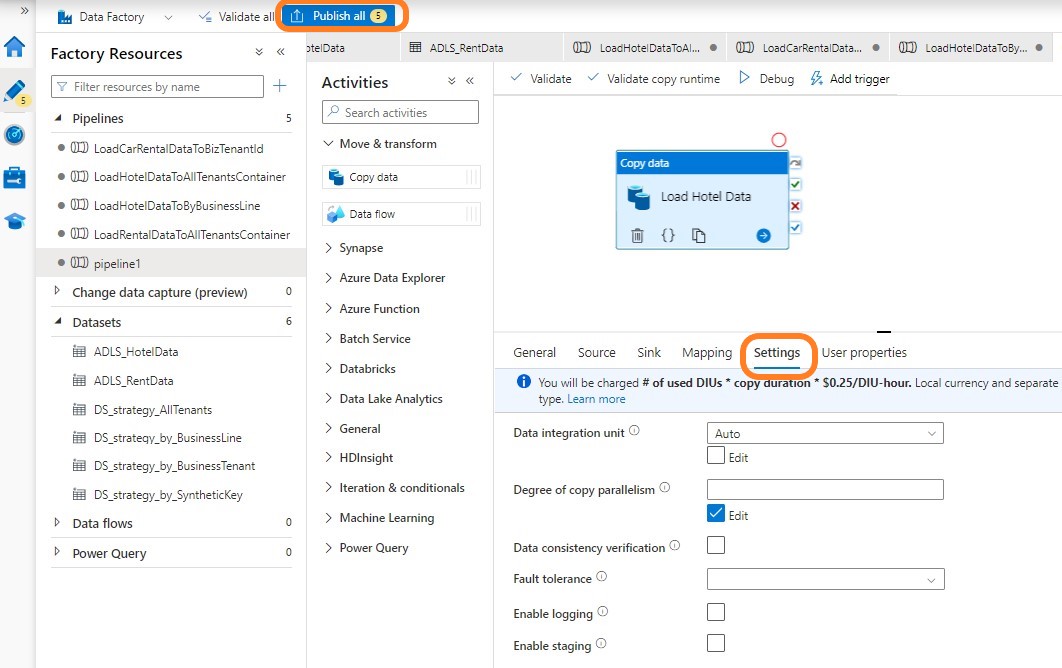 Data Factory
Validate all
Publish all 5
5
Factory Resources
Filter resources by name
Pipelines 5
LoadCarRentalDataToBizTenantId
LoadHotelDataToAllTenantsContainer
LoadHotelDataToByBusinessLine
LoadRentalDataToAllTenantsContainer
pipeline1
Change data capture (preview) 0
Datasets 6
ADLS_HotelData
ADLS_RentData
DS_strategy_AllTenants
DS_strategy_by_BusinessLine
DS_strategy_by_BusinessTenant
DS_strategy_by_SyntheticKey
Data flows 0
Power Query 0
otelData
ADLS_RentData
LoadHotelDataToAl...
LoadCarRentalData...
LoadHotelDataToBy...
Activities
Search activities
Move & transform
Copy data
Data flow
Synapse
Azure Data Explorer
Azure Function
Batch Service
Databricks
Data Lake Analytics
General
HDInsight
Iteration & conditionals
Machine Learning
Power Query
Validate
Validate copy runtime
Debug
Add trigger
Copy data
Load Hotel Data
General Source Sink Mapping Settings User properties
You will be charged # of used DIUs * copy duration * $0.25/DIU-hour. Local currency and separate
type. Learn more
Data integration unit
Auto
Edit
Degree of copy parallelism
Edit
Data consistency verification
Fault tolerance
Enable logging
Enable staging